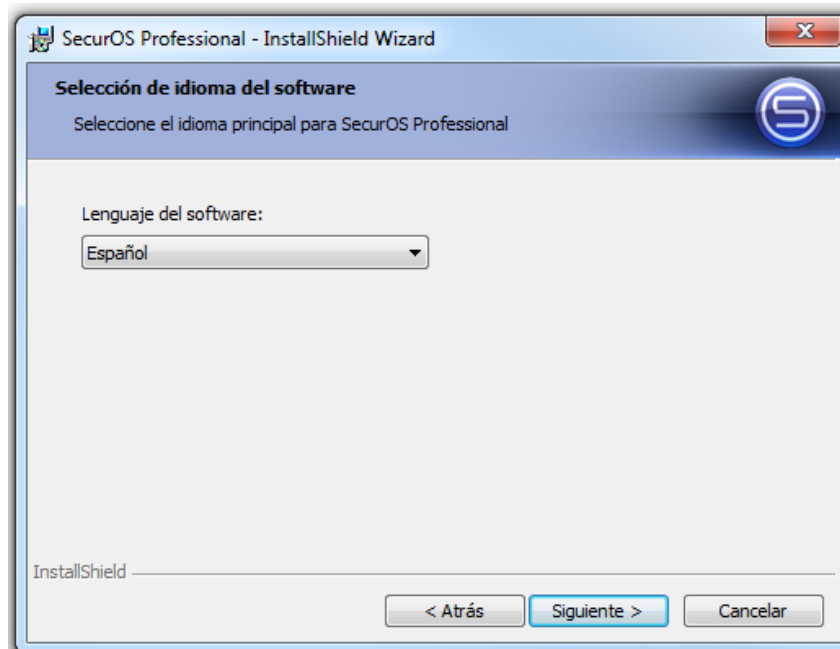 SecurOS Professional - InstallShield Wizard
Selección de idioma del software
Seleccione el idioma principal para SecurOS Professional
Lenguaje del software:
Español
InstallShield
< Atrás
Siguiente >
Cancelar